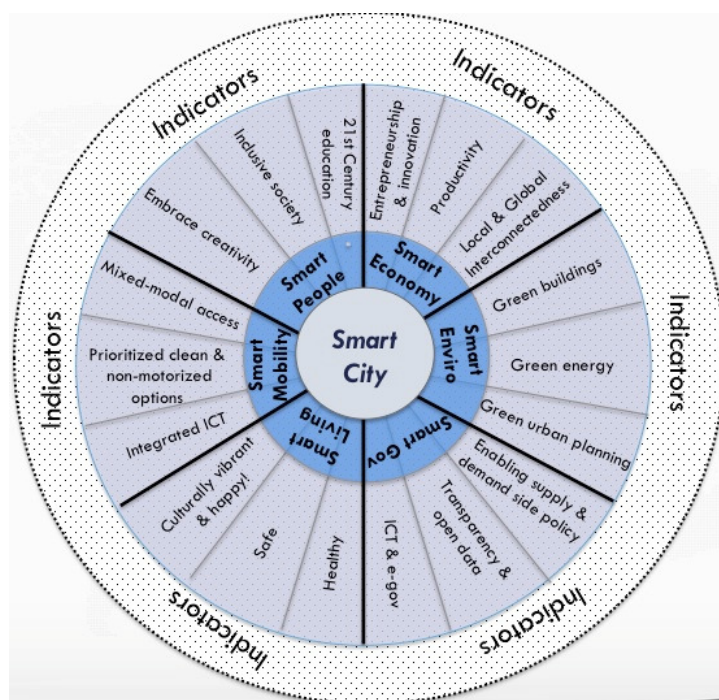 Smart
City
Smart
People
Smart
Economy
Smart
Enviro
Smart Gov
Smart
Living
Smart
Mobility
Embrace creativity
Inclusive society
21st Century
education
Entrepreneurship
& innovation
Productivity
Local & Global
Interconnectedness
Green buildings
Green energy
Green urban planning
Enabling supply &
demand side policy
Transparency &
open data
ICT & e-gov
Healthy
Safe
Culturally vibrant
& happy!
Integrated ICT
Prioritized clean &
non-motorized
options
Mixed-modal access
Indicators
Indicators
Indicators
Indicators
Indicators
Indicators